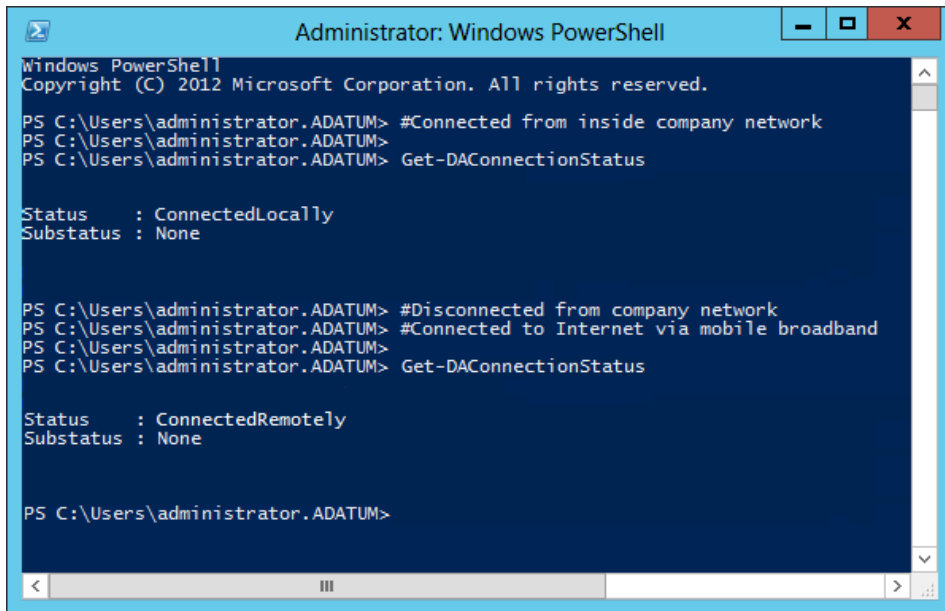 Administrator: Windows PowerShell
Windows PowerShell
Copyright (C) 2012 Microsoft Corporation. All rights reserved.
PS C:\Users\administrator.ADATUM> #Connected from inside company network
PS C:\Users\administrator.ADATUM>
PS C:\Users\administrator.ADATUM> Get-DAConnectionStatus
Status    : ConnectedLocally
Substatus : None
PS C:\Users\administrator.ADATUM> #Disconnected from company network
PS C:\Users\administrator.ADATUM> #Connected to Internet via mobile broadband
PS C:\Users\administrator.ADATUM>
PS C:\Users\administrator.ADATUM> Get-DAConnectionStatus
Status    : ConnectedRemotely
Substatus : None
PS C:\Users\administrator.ADATUM>